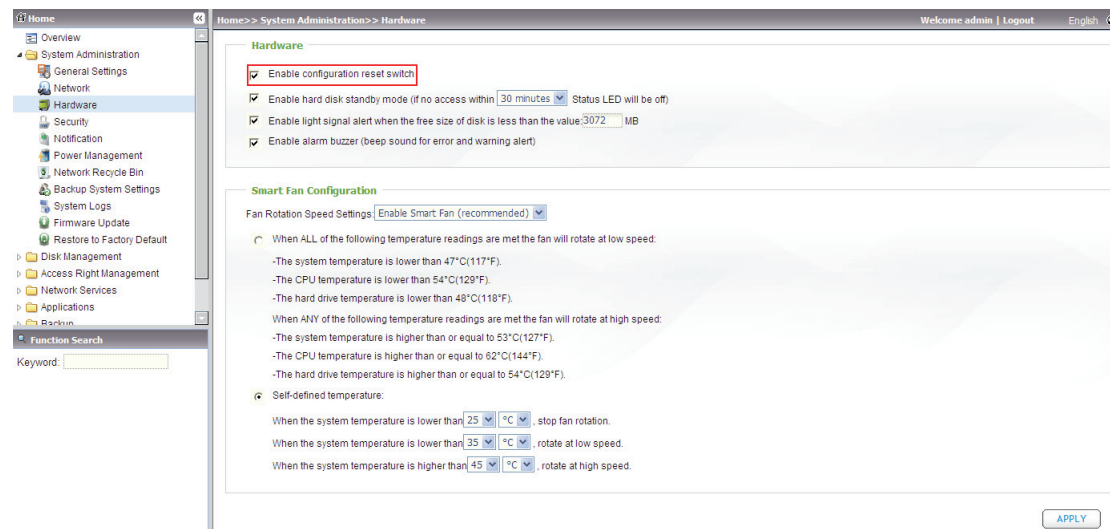 Home
Home>> System Administration>> Hardware
Welcome admin | Logout
English
Overview
System Administration
General Settings
Network
Hardware
Security
Notification
Power Management
Network Recycle Bin
Backup System Settings
System Logs
Firmware Update
Restore to Factory Default
Disk Management
Access Right Management
Network Services
Applications
Backup
Function Search
Keyword:
Hardware
Enable configuration reset switch
Enable hard disk standby mode (if no access within 30 minutes Status LED will be off)
Enable light signal alert when the free size of disk is less than the value: 3072 MB
Enable alarm buzzer (beep sound for error and warning alert)
Smart Fan Configuration
Fan Rotation Speed Settings: Enable Smart Fan (recommended)
When ALL of the following temperature readings are met the fan will rotate at low speed:
-The system temperature is lower than 47°C(117°F).
-The CPU temperature is lower than 54°C(129°F).
-The hard drive temperature is lower than 48°C(118°F).
When ANY of the following temperature readings are met the fan will rotate at high speed:
-The system temperature is higher than or equal to 53°C(127°F).
-The CPU temperature is higher than or equal to 62°C(144°F).
-The hard drive temperature is higher than or equal to 54°C(129°F).
Self-defined temperature:
When the system temperature is lower than 25 °C , stop fan rotation.
When the system temperature is lower than 35 °C , rotate at low speed.
When the system temperature is higher than 45 °C , rotate at high speed.
APPLY